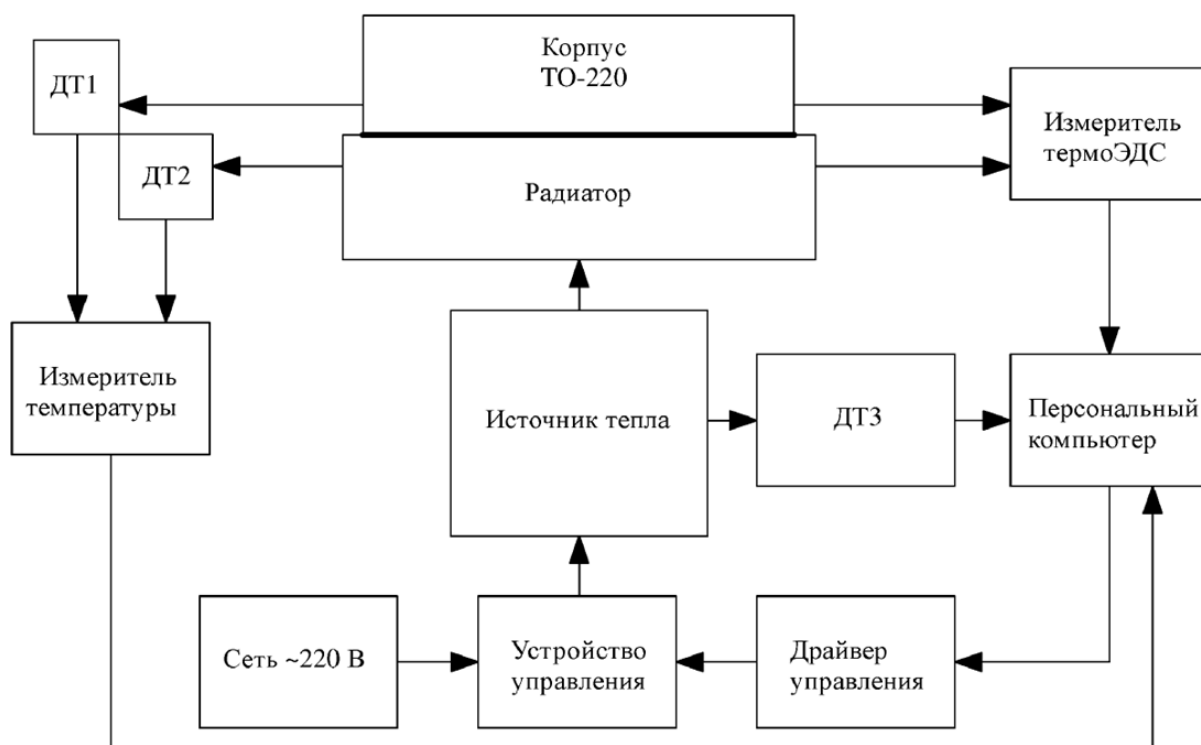 Корпус
ТО-220
ДТ1
Измеритель
термоЭДС
ДТ2
Радиатор
Измеритель
температуры
Источник тепла
ДТ3
Персональный
компьютер
Сеть ~220 В
Устройство
управления
Драйвер
управления